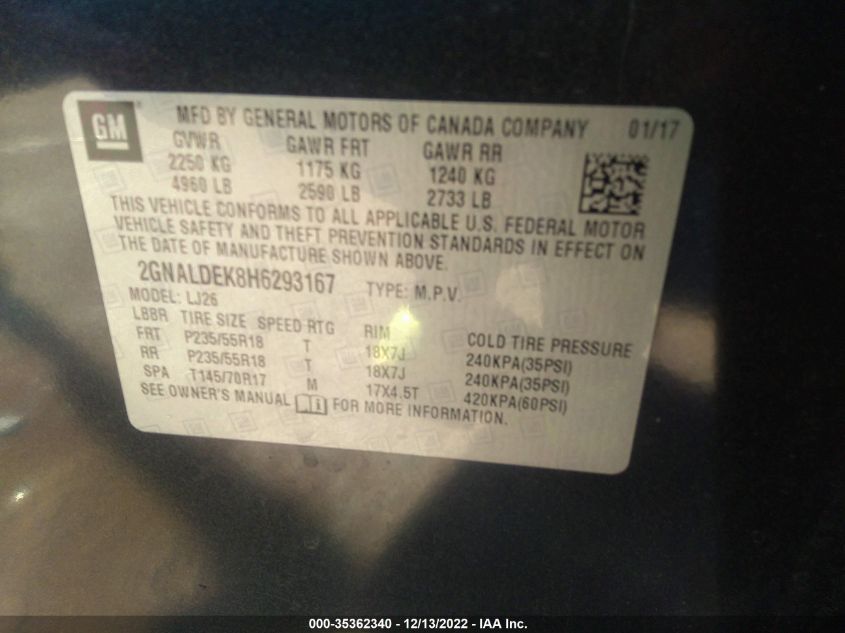 GM
MFD BY GENERAL MOTORS OF CANADA COMPANY 01/17
GVWR GAWR FRT GAWR RR
2250 KG 1175 KG 1240 KG
4960 LB 2590 LB 2733 LB
THIS VEHICLE CONFORMS TO ALL APPLICABLE U.S. FEDERAL MOTOR
VEHICLE SAFETY AND THEFT PREVENTION STANDARDS IN EFFECT ON
THE DATE OF MANUFACTURE SHOWN ABOVE.
2GNALDEK8H6293167 TYPE: M.P.V.
MODEL: LJ26
LBBR TIRE SIZE SPEED RTG RIM COLD TIRE PRESSURE
FRT P235/55R18 T 18X7J 240KPA(35PSI)
RR P235/55R18 T 18X7J 240KPA(35PSI)
SPA T145/70R17 M 17X4.5T 420KPA(60PSI)
SEE OWNER'S MANUAL FOR MORE INFORMATION.
000-35362340 - 12/13/2022 - IAA Inc.